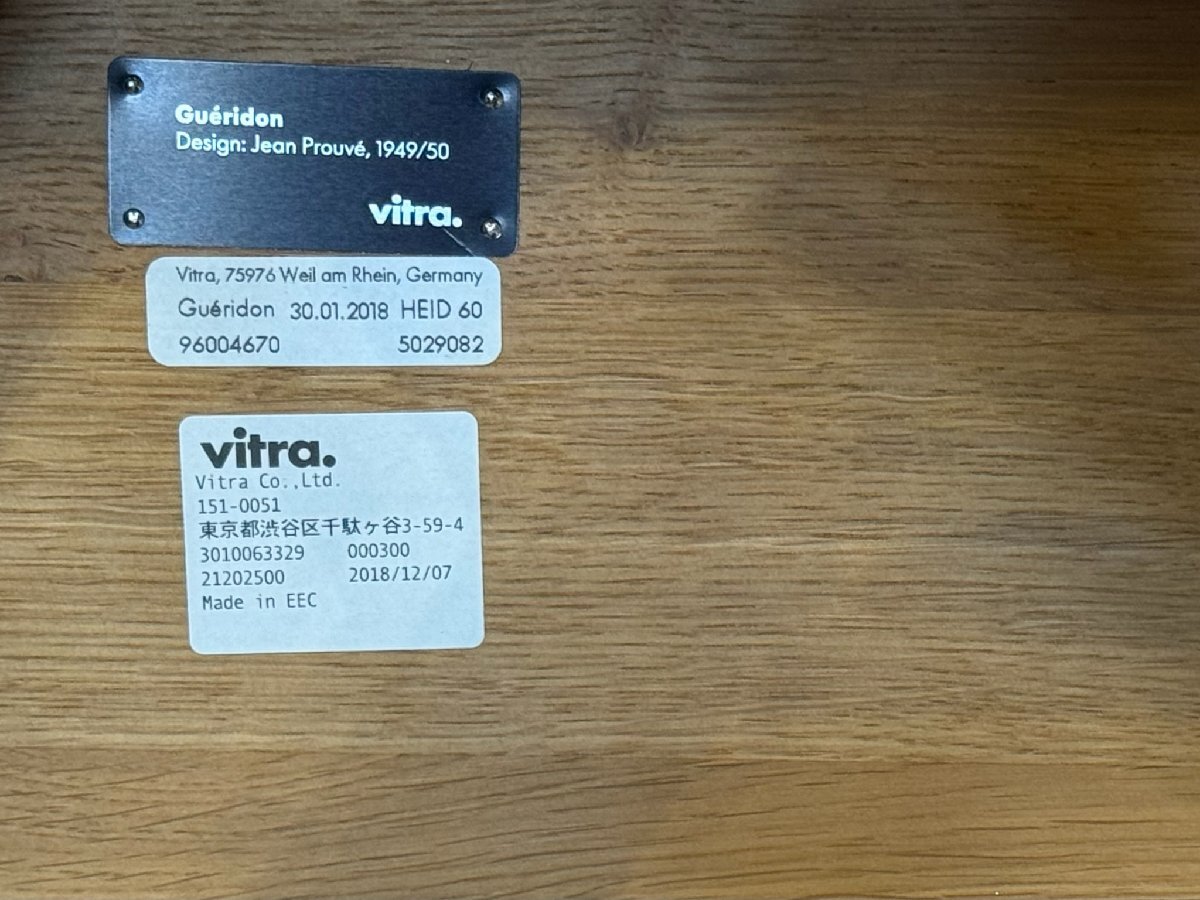 Guéridon
Design: Jean Prouvé, 1949/50
vitra.
Vitra, 75976 Weil am Rhein, Germany
Guéridon 30.01.2018 HEID 60
96004670 5029082
vitra.
Vitra Co.,Ltd.
151-0051
東京都渋谷区千駄ヶ谷3-59-4
3010063329 000300
21202500 2018/12/07
Made in EEC